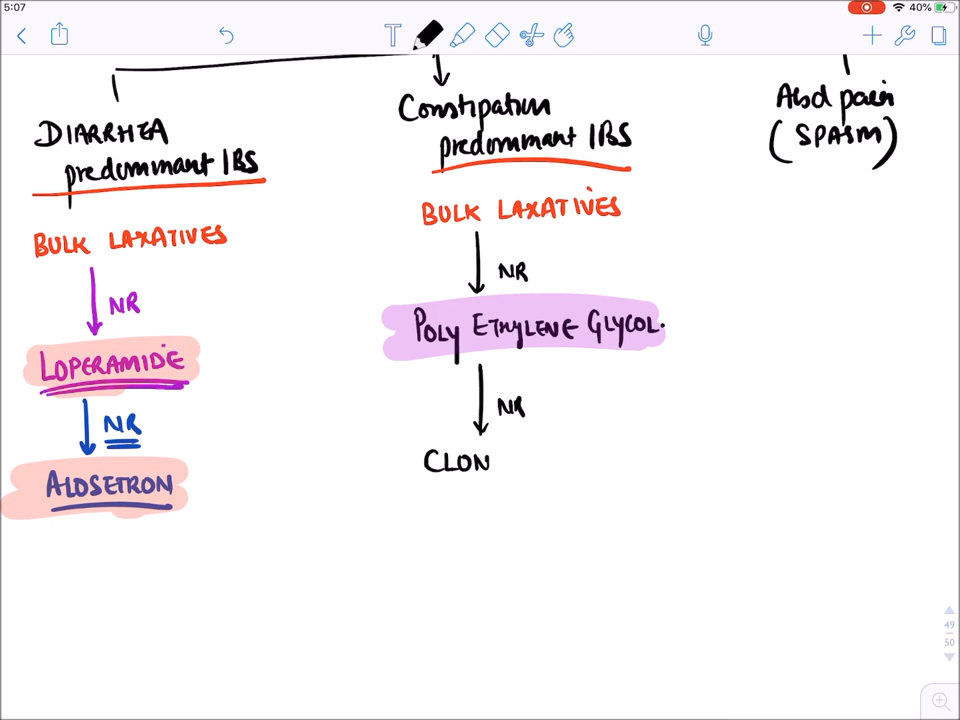 5:07
40%
T
DIARRHEA
predominant IBS
BULK LAXATIVES
NR
LOPERAMIDE
NR
ALOSETRON
Constipation
predominant IBS
BULK LAXATIVES
NR
POLY ETHYLENE GLYCOL.
NR
CLON
Abd pain
(SPASM)
49
50